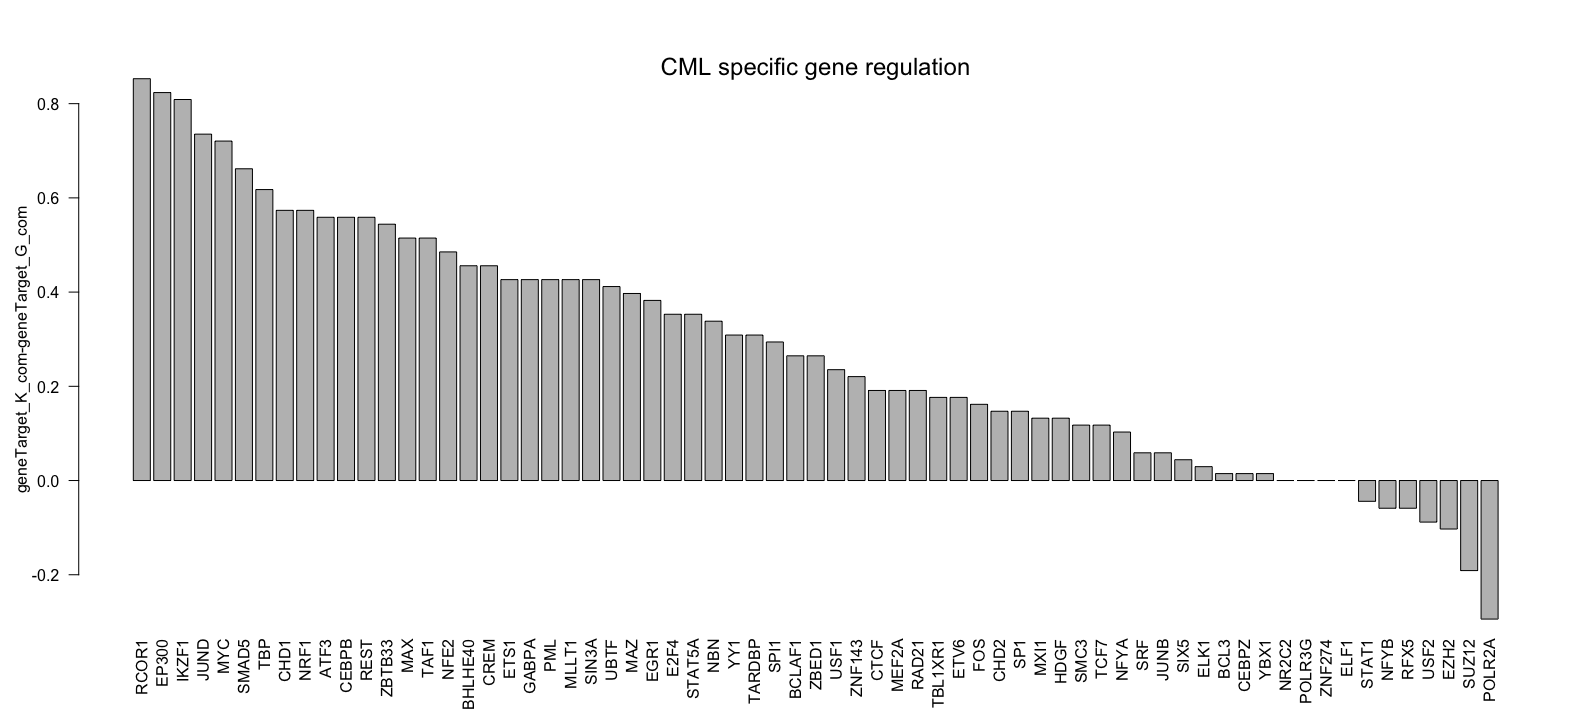 CML specific gene regulation
geneTarget_K_com-geneTarget_G_com
0.8
0.6
0.4
0.2
0.0
-0.2
RCOR1
EP300
IKZF1
JUND
MYC
SMAD5
TBP
CHD1
NRF1
ATF3
CEBPB
REST
ZBTB33
MAX
TAF1
NFE2
BHLHE40
CREM
ETS1
GABPA
PML
MLLT1
SIN3A
UBTF
MAZ
EGR1
E2F4
STAT5A
NBN
YY1
TARDBP
SPI1
BCLAF1
ZBED1
USF1
ZNF143
CTCF
MEF2A
RAD21
TBL1XR1
ETV6
FOS
CHD2
SP1
MXI1
HDGF
SMC3
TCF7
NFYA
SRF
JUNB
SIX5
ELK1
BCL3
CEBPZ
YBX1
NR2C2
POLR3G
ZNF274
ELF1
STAT1
NFYB
RFX5
USF2
EZH2
SUZ12
POLR2A